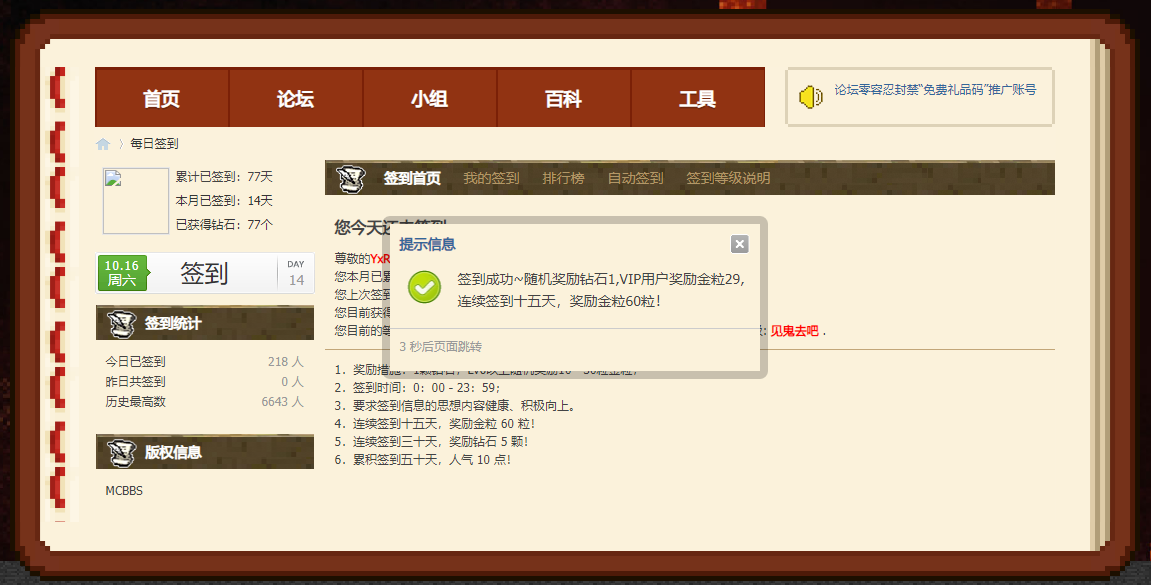 首页 论坛 小组 百科 工具
论坛零容忍封禁“免费礼品码”推广账号
每日签到
累计已签到：77天
本月已签到：14天
已获得钻石：77个
10.16
周六
签到
DAY
14
签到统计
今日已签到 218 人
昨日共签到 0 人
历史最高数 6643 人
版权信息
MCBBS
签到首页 我的签到 排行榜 自动签到 签到等级说明
您今天还未签到
敬的YxR
您本月已累
您上次签到
您目前获得
您目前的等
见鬼去吧 .
提示信息
签到成功~随机奖励钻石1,VIP用户奖励金粒29,
连续签到十五天，奖励金粒60粒！
3 秒后页面跳转
1. 奖励措施：
2. 签到时间：0：00 - 23：59；
3. 要求签到信息的思想内容健康、积极向上。
4. 连续签到十五天，奖励金粒 60 粒！
5. 连续签到三十天，奖励钻石 5 颗！
6. 累积签到五十天，人气 10 点！